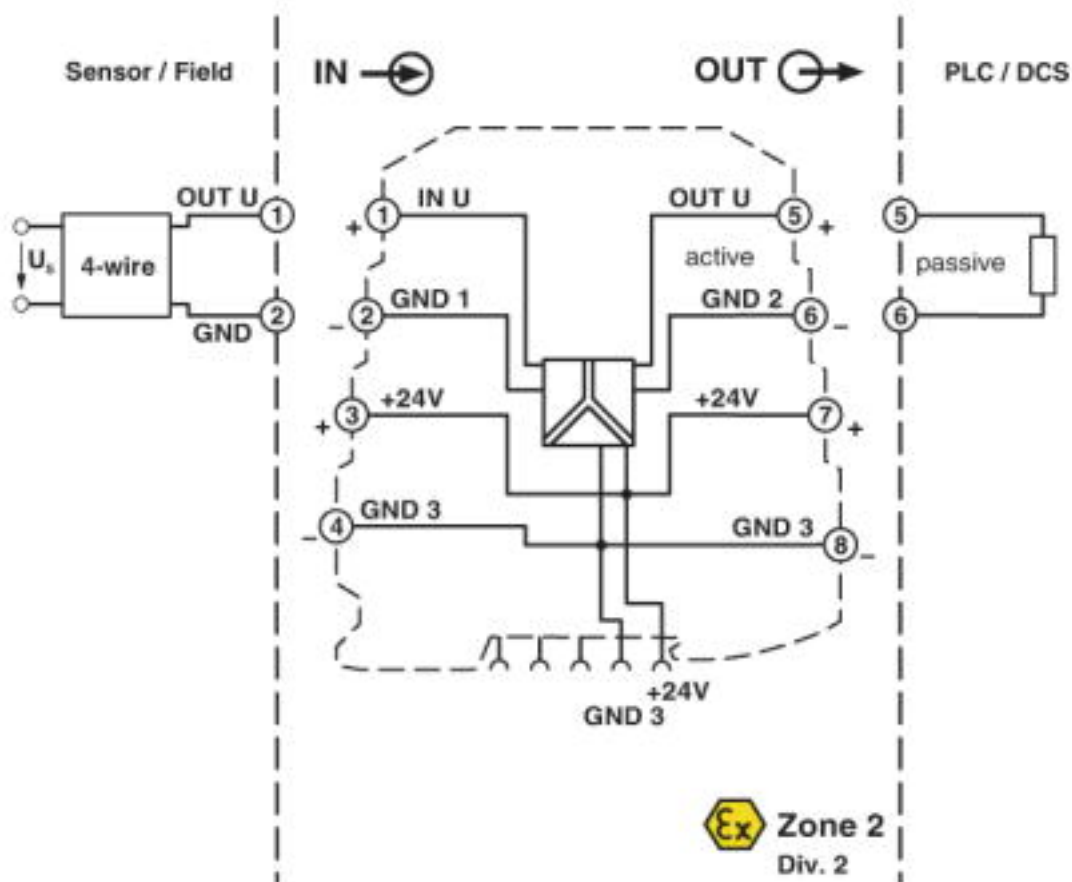 Sensor / Field
IN
OUT
PLC / DCS
OUT U
1
1
IN U
OUT U
5
5
+
+
Us
4-wire
active
passive
GND
2
2
GND 1
GND 2
6
6
-
-
3
+24V
+24V
7
+
+
4
GND 3
GND 3
8
-
-
+24V
GND 3
Ex
Zone 2
Div. 2